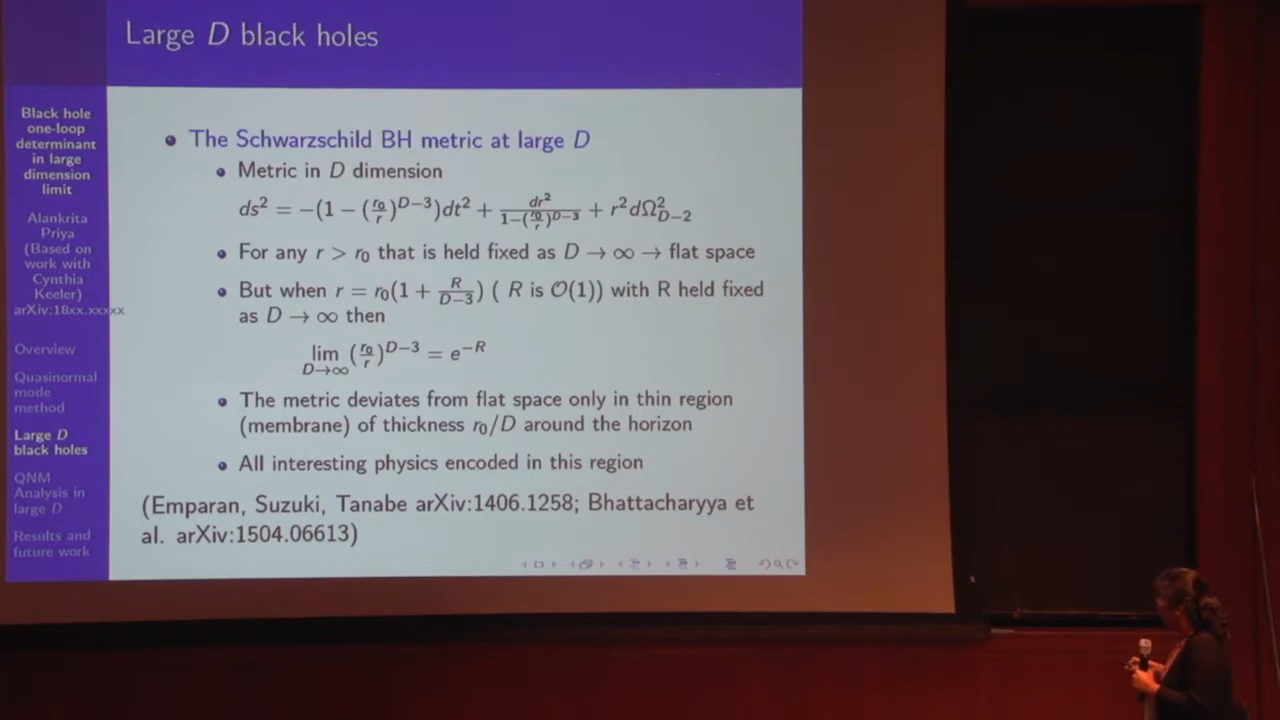 Large D black holes
Black hole
one-loop
determinant
in large
dimension
limit
Alankrita
Priya
(Based on
work with
Cynthia
Keeler)
arXiv:18xx.xxxxx
Overview
Quasinormal
mode
method
Large D
black holes
QNM
Analysis in
large D
Results and
future work
The Schwarzschild BH metric at large D
Metric in D dimension
ds² = −(1 − (r₀/r)^{D−3})dt² + dr²/(1−(r₀/r)^{D−3}) + r²dΩ²_{D−2}
For any r > r₀ that is held fixed as D → ∞ → flat space
But when r = r₀(1 + R/(D−3)) ( R is O(1)) with R held fixed
as D → ∞ then
lim_{D→∞} (r₀/r)^{D−3} = e^{−R}
The metric deviates from flat space only in thin region
(membrane) of thickness r₀/D around the horizon
All interesting physics encoded in this region
(Emparan, Suzuki, Tanabe arXiv:1406.1258; Bhattacharyya et
al. arXiv:1504.06613)